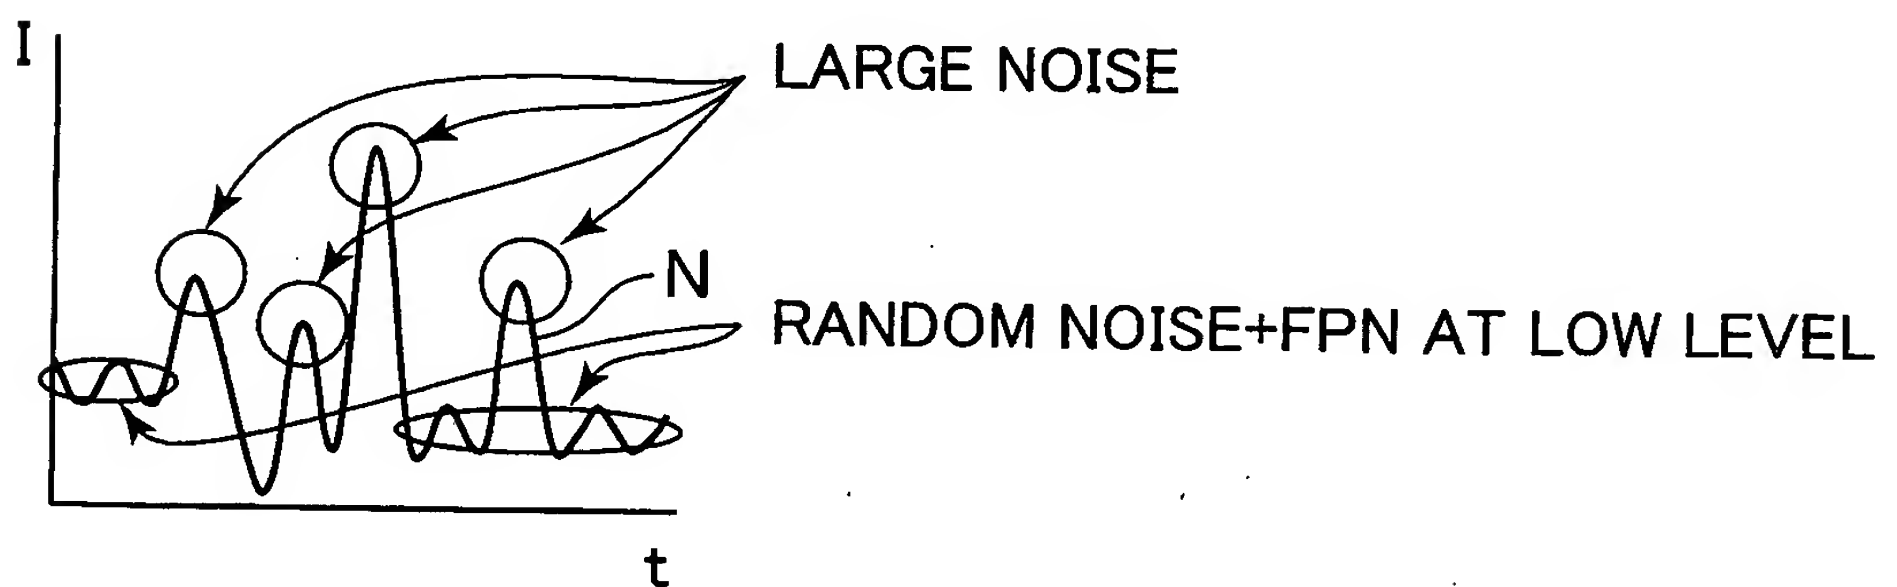 I
LARGE NOISE
N
RANDOM NOISE+FPN AT LOW LEVEL
t